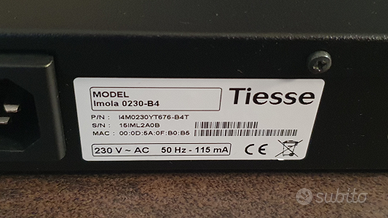 MODEL
Imola 0230-B4
Tiesse
P/N : I4M0230YT676-B4T
S/N : 15IML2A0B
MAC : 00:0D:5A:0F:B0:B5
230 V ~ AC 50 Hz - 115 mA
CE
subito